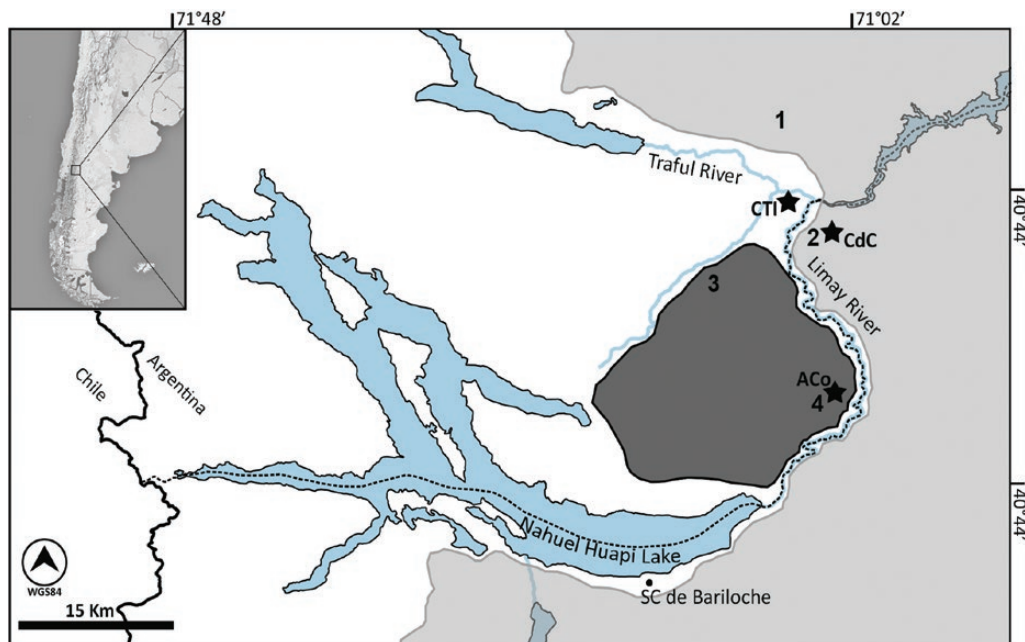 71°48'
71°02'
1
Traful River
CTI
40°44'
2
CdC
Limay River
3
Argentina
Chile
ACo
4
40°44'
Nahuel Huapi Lake
WGS84
SC de Bariloche
15 Km